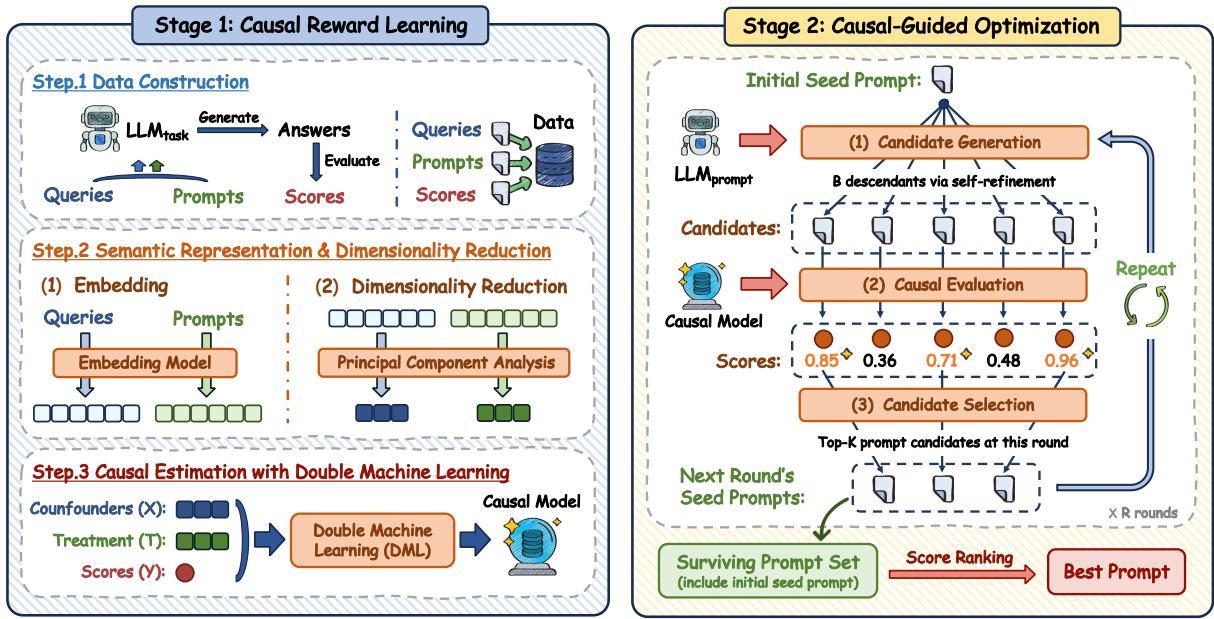 Stage 1: Causal Reward Learning
Step.1 Data Construction
LLMtask
Generate
Answers
Evaluate
Queries
Prompts
Scores
Queries
Prompts
Scores
Data
Step.2 Semantic Representation & Dimensionality Reduction
(1) Embedding
Queries
Prompts
Embedding Model
(2) Dimensionality Reduction
Principal Component Analysis
Step.3 Causal Estimation with Double Machine Learning
Counfounders (X):
Treatment (T):
Scores (Y):
Double Machine
Learning (DML)
Causal Model
Stage 2: Causal-Guided Optimization
Initial Seed Prompt:
LLMprompt
(1) Candidate Generation
B descendants via self-refinement
Candidates:
Causal Model
(2) Causal Evaluation
Scores:
0.85 0.36 0.71 0.48 0.96
(3) Candidate Selection
Top-K prompt candidates at this round
Next Round's
Seed Prompts:
Repeat
X R rounds
Surviving Prompt Set
(include initial seed prompt)
Score Ranking
Best Prompt